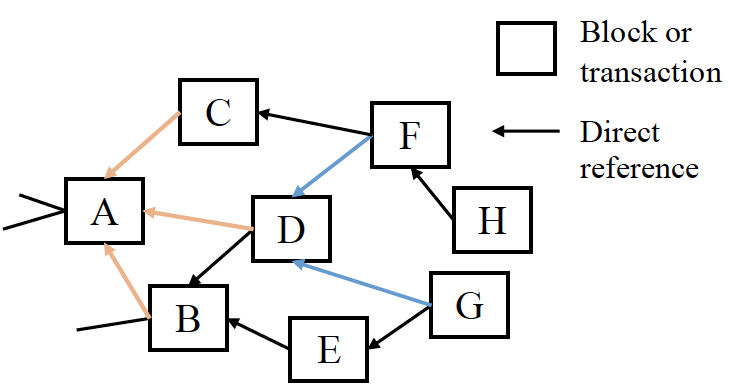 Block or
transaction
Direct
reference
C
F
A
D
H
B
G
E